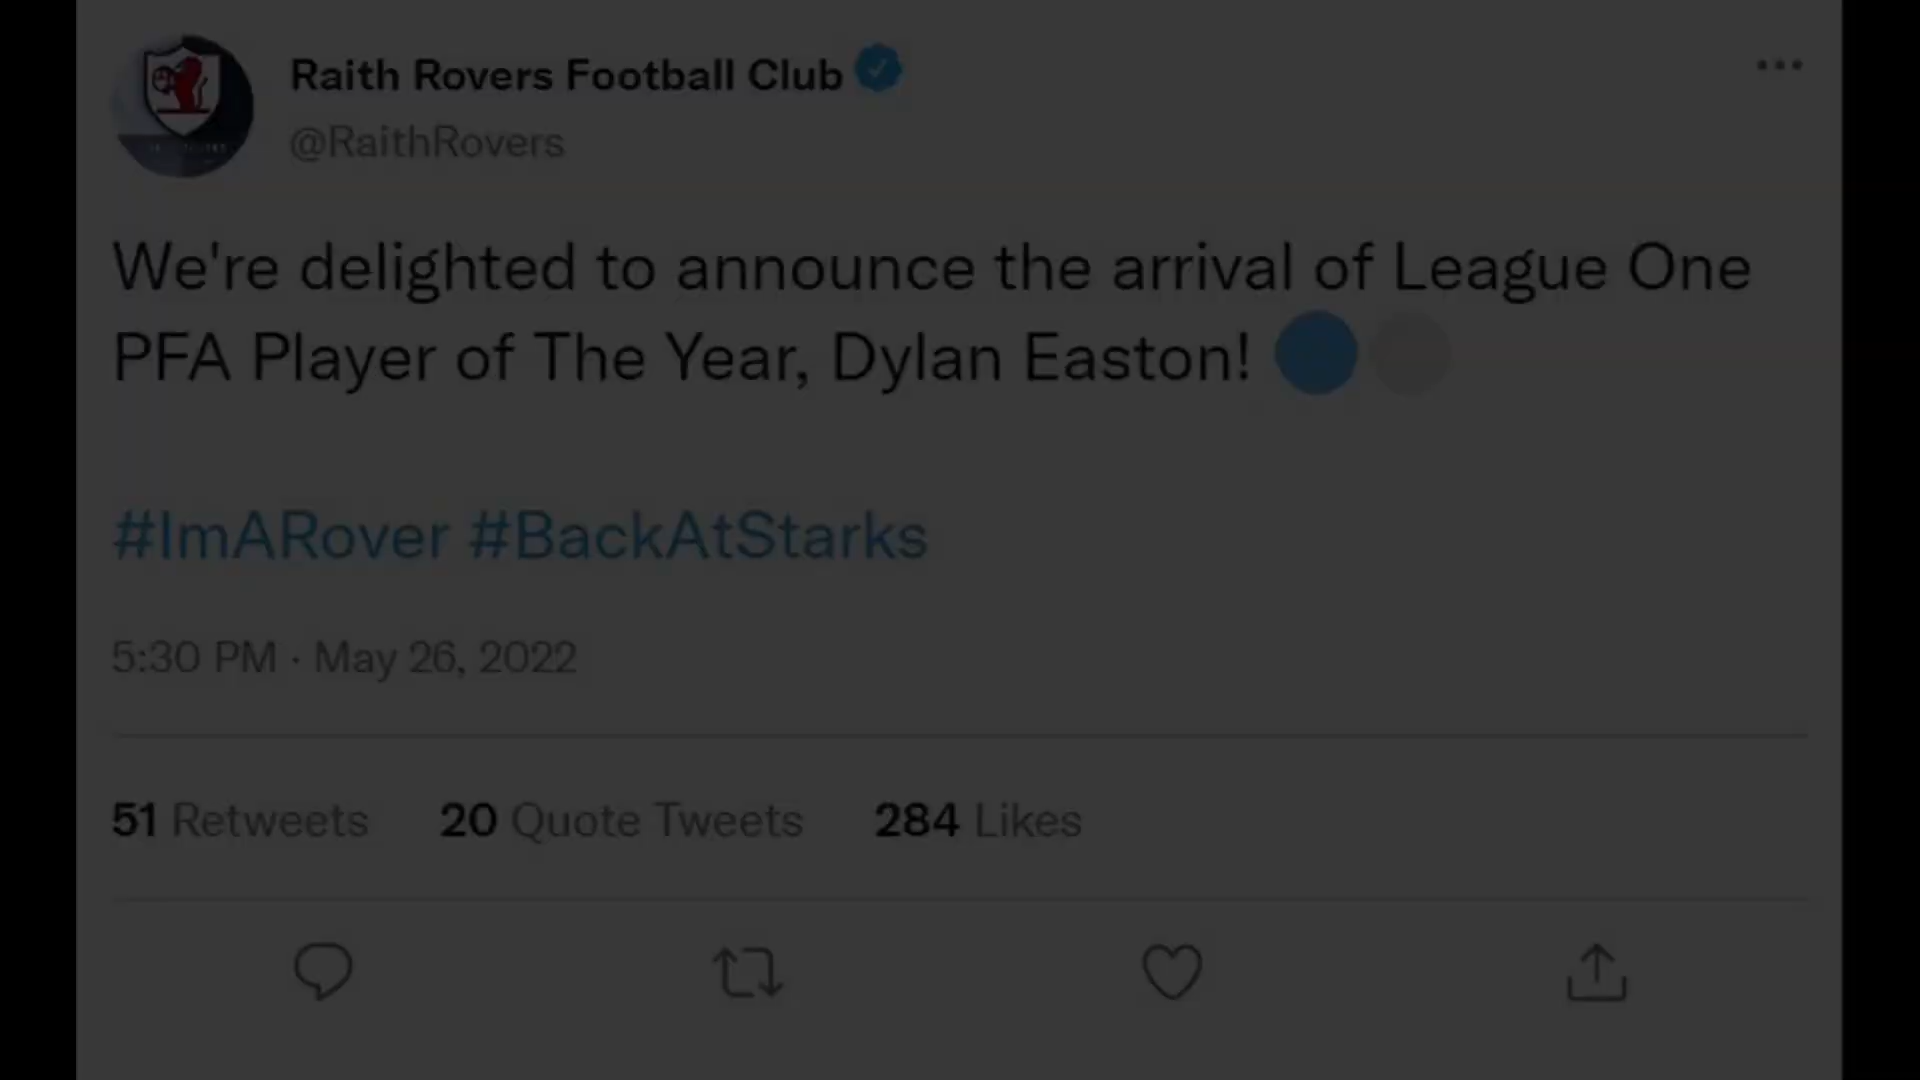 Raith Rovers Football Club
@RaithRovers
We're delighted to announce the arrival of League One
PFA Player of The Year, Dylan Easton!
#ImARover #BackAtStarks
5:30 PM · May 26, 2022
51 Retweets 20 Quote Tweets 284 Likes